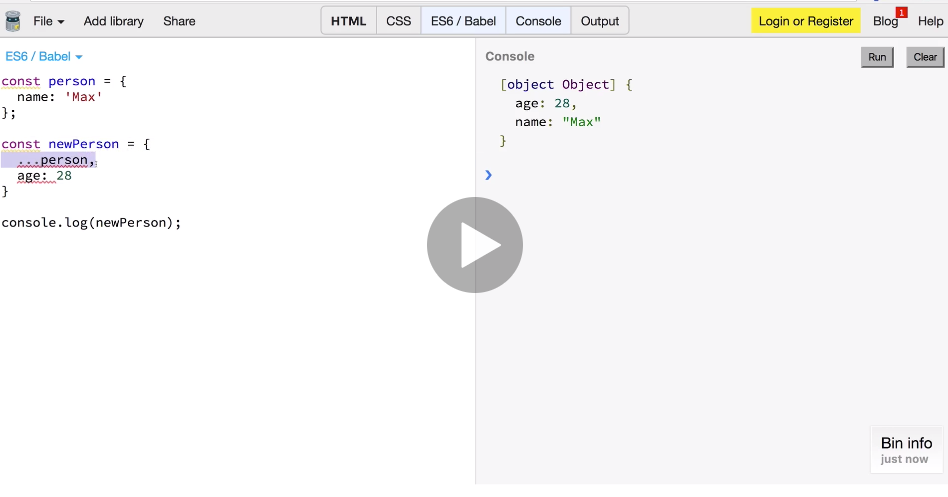 File Add library Share HTML CSS ES6 / Babel Console Output Login or Register Blog 1 Help
ES6 / Babel
const person = {
  name: 'Max'
};

const newPerson = {
  ...person,
  age: 28
}

console.log(newPerson);
Console Run Clear
[object Object] {
  age: 28,
  name: "Max"
}
❯
Bin info
just now